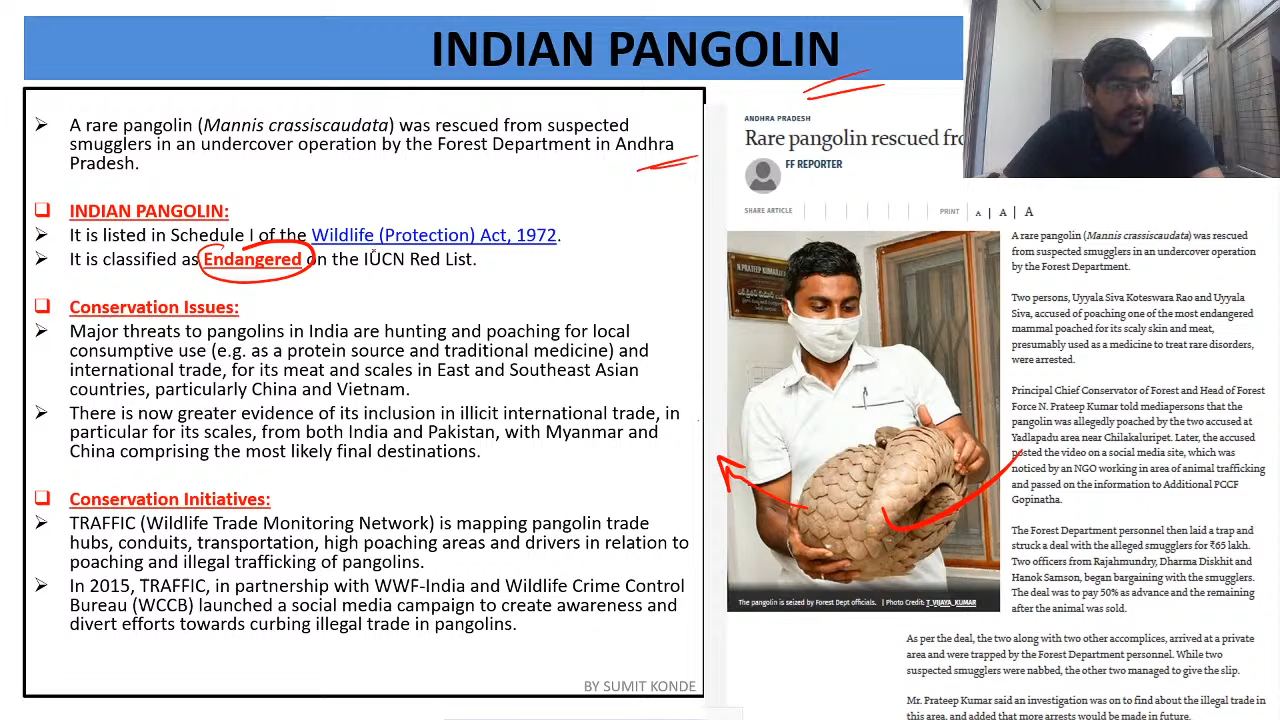 INDIAN PANGOLIN
A rare pangolin (Mannis crassiscaudata) was rescued from suspected
smugglers in an undercover operation by the Forest Department in Andhra
Pradesh.
INDIAN PANGOLIN:
It is listed in Schedule I of the Wildlife (Protection) Act, 1972.
It is classified as Endangered on the IUCN Red List.
Conservation Issues:
Major threats to pangolins in India are hunting and poaching for local
consumptive use (e.g. as a protein source and traditional medicine) and
international trade, for its meat and scales in East and Southeast Asian
countries, particularly China and Vietnam.
There is now greater evidence of its inclusion in illicit international trade, in
particular for its scales, from both India and Pakistan, with Myanmar and
China comprising the most likely final destinations.
Conservation Initiatives:
TRAFFIC (Wildlife Trade Monitoring Network) is mapping pangolin trade
hubs, conduits, transportation, high poaching areas and drivers in relation to
poaching and illegal trafficking of pangolins.
In 2015, TRAFFIC, in partnership with WWF-India and Wildlife Crime Control
Bureau (WCCB) launched a social media campaign to create awareness and
divert efforts towards curbing illegal trade in pangolins.
BY SUMIT KONDE
ANDHRA PRADESH
Rare pangolin rescued fro
FF REPORTER
SHARE ARTICLE
PRINT A | A | A
N.PRATEEP KUMAR
The pangolin is seized by Forest Dept officials. | Photo Credit: T_VIJAYA_KUMAR
A rare pangolin (Mannis crassiscaudata) was rescued
from suspected smugglers in an undercover operation
by the Forest Department.
Two persons, Uyyala Siva Koteswara Rao and Uyyala
Siva, accused of poaching one of the most endangered
mammal poached for its scaly skin and meat,
presumably used as a medicine to treat rare disorders,
were arrested.
Principal Chief Conservator of Forest and Head of Forest
Force N. Prateep Kumar told mediapersons that the
pangolin was allegedly poached by the two accused at
Yadlapadu area near Chilakaluripet. Later, the accused
posted the video on a social media site, which was
noticed by an NGO working in area of animal trafficking
and passed on the information to Additional PCCF
Gopinatha.
The Forest Department personnel then laid a trap and
struck a deal with the alleged smugglers for ₹65 lakh.
Two officers from Rajahmundry, Dharma Diskhit and
Hanok Samson, began bargaining with the smugglers.
The deal was to pay 50% as advance and the remaining
after the animal was sold.
As per the deal, the two along with two other accomplices, arrived at a private
area and were trapped by the Forest Department personnel. While two
suspected smugglers were nabbed, the other two managed to give the slip.
Mr. Prateep Kumar said an investigation was on to find about the illegal trade in
this area, and added that more arrests would be made in future.